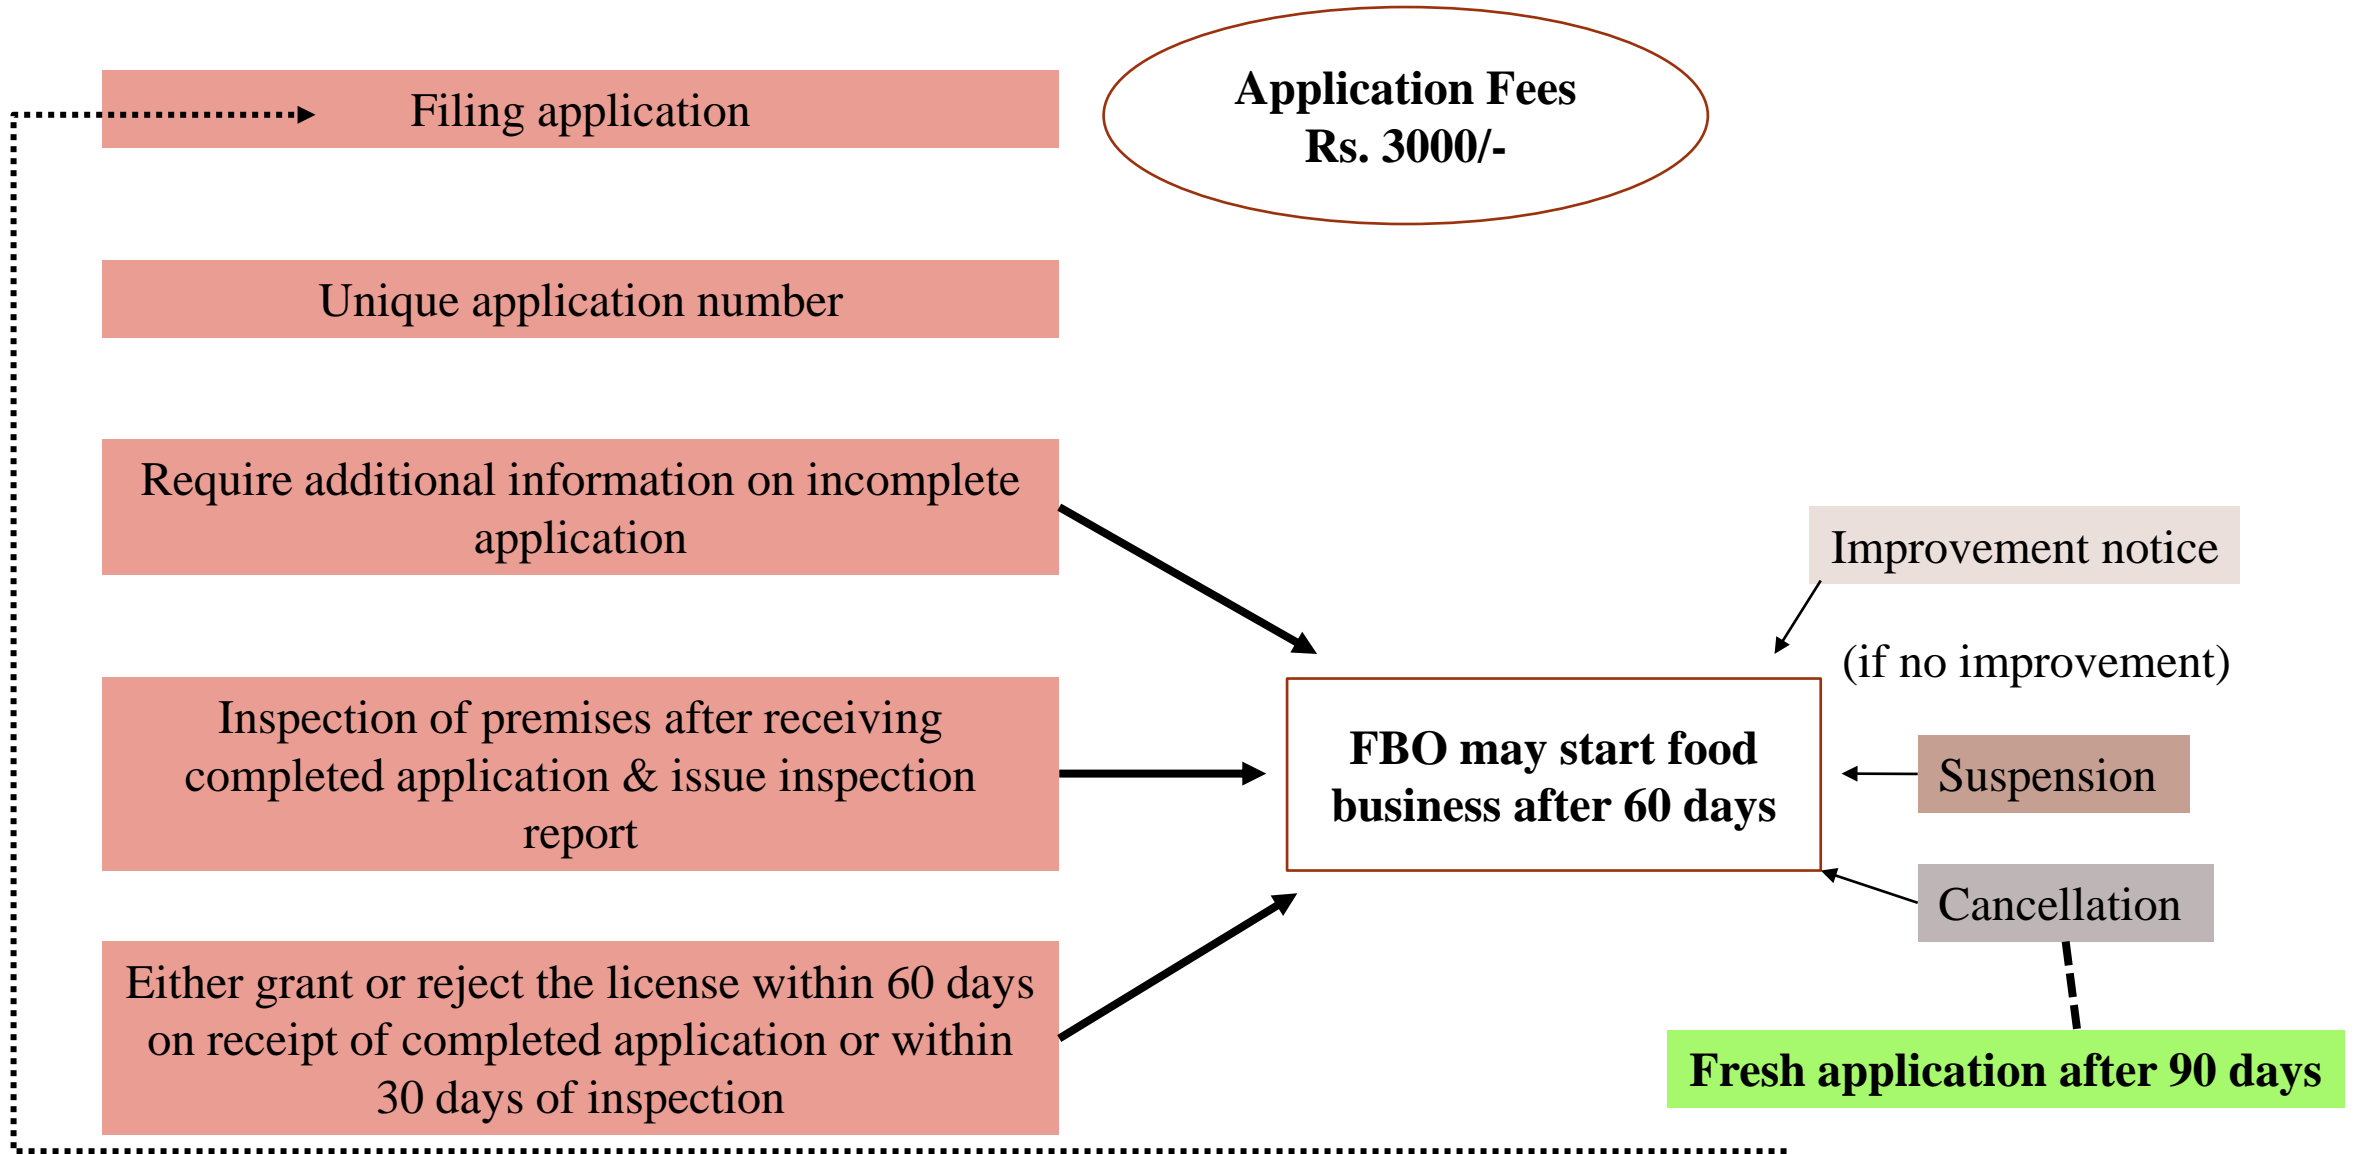 Filing application
Application Fees
Rs. 3000/-
Unique application number
Require additional information on incomplete
application
Improvement notice
(if no improvement)
Inspection of premises after receiving
completed application & issue inspection
report
FBO may start food
business after 60 days
Suspension
Cancellation
Either grant or reject the license within 60 days
on receipt of completed application or within
30 days of inspection
Fresh application after 90 days